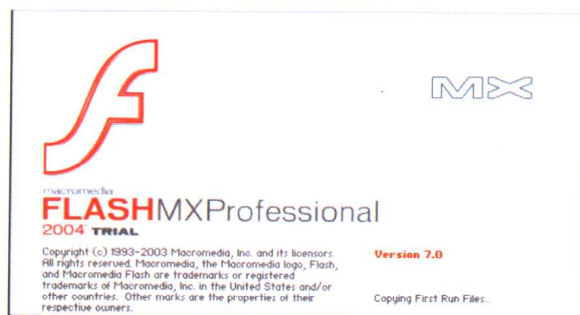 MX
macromedia
FLASHMXProfessional
2004 TRIAL
Copyright (c) 1993-2003 Macromedia, Inc. and its licensors.
All rights reserved. Macromedia, the Macromedia logo, Flash,
and Macromedia Flash are trademarks or registered
trademarks of Macromedia, Inc. in the United States and/or
other countries. Other marks are the properties of their
respective owners.
Version 7.0
Copying First Run Files...